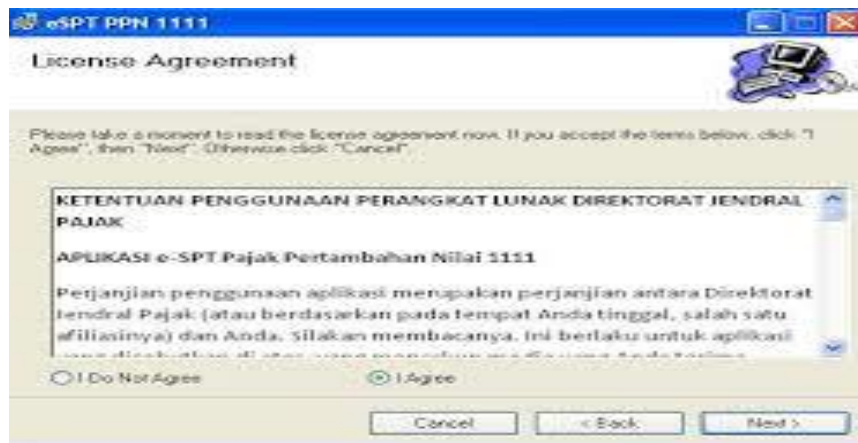 eSPT PPN 1111
License Agreement
Please take a moment to read the license agreement now. If you accept the terms below, click "I
Agree", then "Next". Otherwise click "Cancel".
KETENTUAN PENGGUNAAN PERANGKAT LUNAK DIREKTORAT JENDRAL
PAJAK
APLIKASI e-SPT Pajak Pertambahan Nilai 1111
Perjanjian penggunaan aplikasi merupakan perjanjian antara Direktorat
Jendral Pajak (atau berdasarkan pada tempat Anda tinggal, salah satu
afiliasinya) dan Anda. Silakan membacanya. Ini berlaku untuk aplikasi
I Do Not Agree
I Agree
Cancel
< Back
Next >